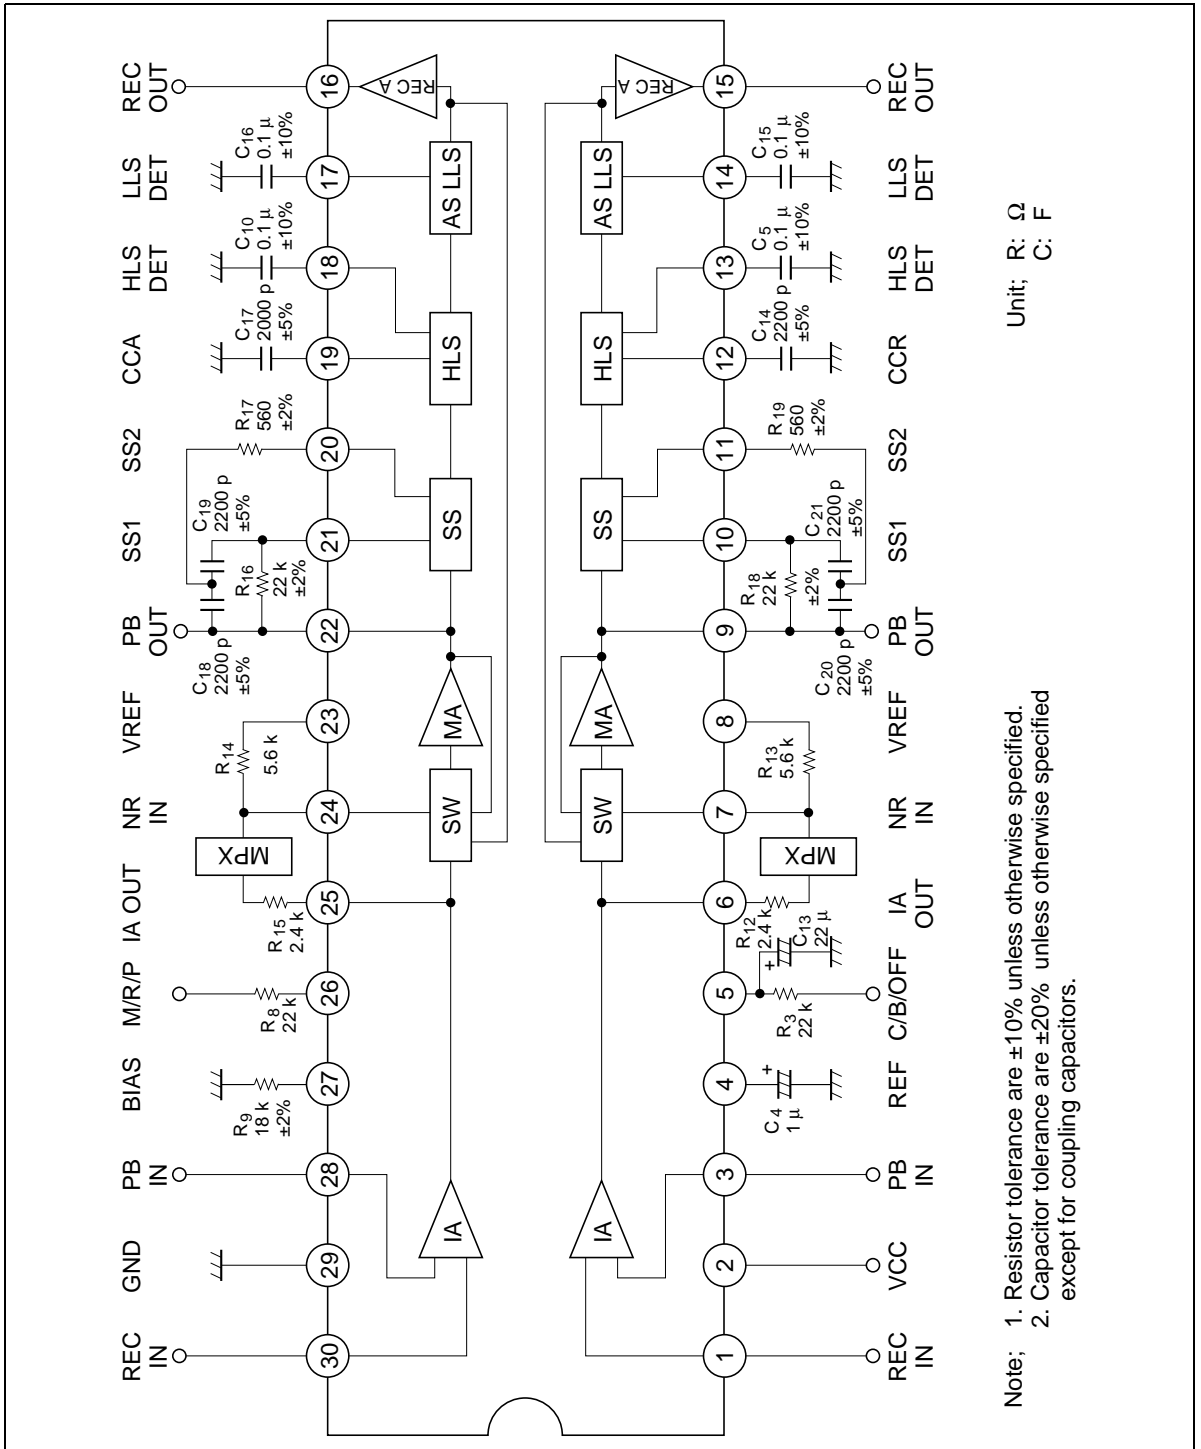 REC
IN
GND
PB
IN
BIAS
M/R/P
IA OUT
NR
IN
VREF
PB
OUT
SS1
SS2
CCA
HLS
DET
LLS
DET
REC
OUT
R9
18 k
±2%
R8
22 k
R15
2.4 k
MPX
R14
5.6 k
C18
2200 p
±5%
R16
22 k
±2%
C19
2200 p
±5%
R17
560
±2%
C17
2000 p
±5%
C10
0.1 µ
±10%
C16
0.1 µ
±10%
30
29
28
27
26
25
24
23
22
21
20
19
18
17
16
IA
SW
MA
SS
HLS
AS LLS
REC A
IA
SW
MA
SS
HLS
AS LLS
REC A
1
2
3
4
5
6
7
8
9
10
11
12
13
14
15
C4
1 µ
+
R3
22 k
+
C13
22 µ
R12
2.4 k
MPX
R13
5.6 k
C20
2200 p
±5%
R18
22 k
±2%
C21
2200 p
±5%
R19
560
±2%
C14
2200 p
±5%
C5
0.1 µ
±10%
C15
0.1 µ
±10%
REC
IN
VCC
PB
IN
REF
C/B/OFF
IA
OUT
NR
IN
VREF
PB
OUT
SS1
SS2
CCR
HLS
DET
LLS
DET
REC
OUT
Unit; R: Ω
C: F
Note; 1. Resistor tolerance are ±10% unless otherwise specified.
2. Capacitor tolerance are ±20% unless otherwise specified
except for coupling capacitors.